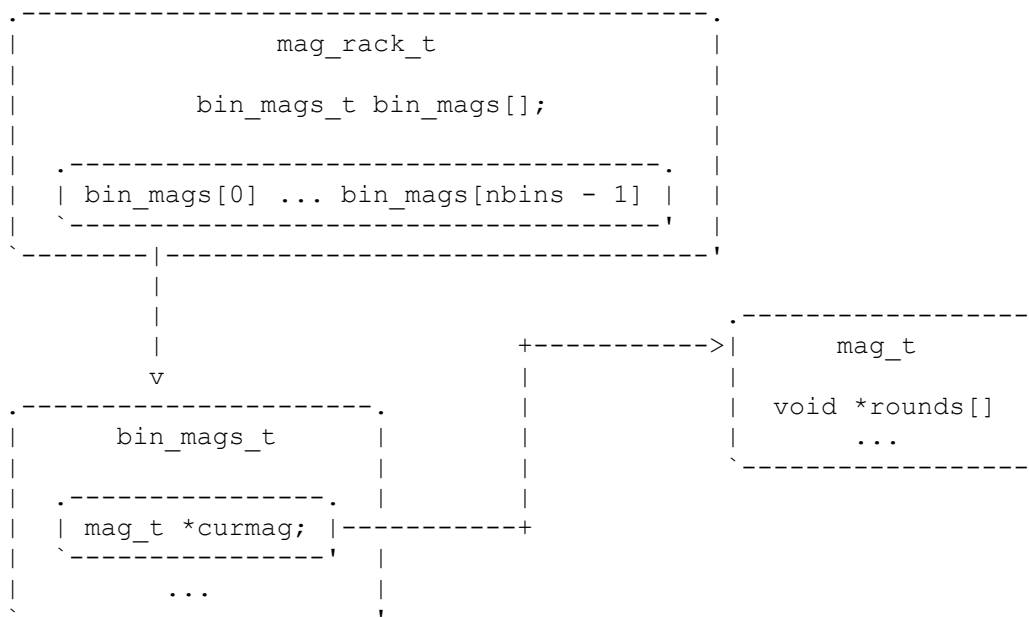 mag_rack_t
bin_mags_t bin_mags[];
bin_mags[0] ... bin_mags[nbins - 1]
mag_t
void *rounds[]
bin_mags_t
...
mag_t *curmag;
...